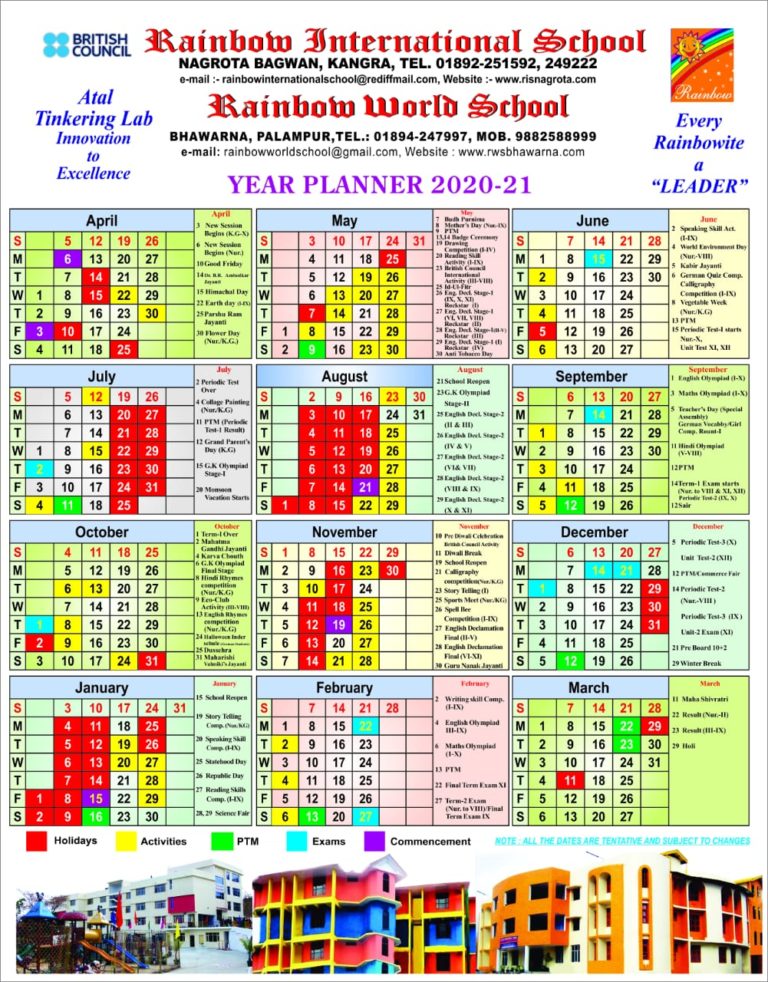 BRITISH COUNCIL
Rainbow International School
NAGROTA BAGWAN, KANGRA, TEL. 01892-251592, 249222
e-mail :- rainbowinternationalschool@rediffmail.com, Website :- www.risnagrota.com
Rainbow World School
BHAWARNA, PALAMPUR,TEL.: 01894-247997, MOB. 9882588999
e-mail: rainbowworldschool@gmail.com, Website : www.rwsbhawarna.com
Rainbow
Atal
Tinkering Lab
Innovation
to
Excellence
Every
Rainbowite
a
“LEADER”
YEAR PLANNER 2020-21
April
S 5 12 19 26
M 6 13 20 27
T 7 14 21 28
W 1 8 15 22 29
T 2 9 16 23 30
F 3 10 17 24
S 4 11 18 25
April
3 New Session
Begins (K.G-X)
6 New Session
Begins (Nur.)
10 Good Friday
14 Dr. B.R. Ambedkar
Jayanti
15 Himachal Day
22 Earth day (I-IX)
25 Parshu Ram
Jayanti
30 Flower Day
(Nur./K.G.)
May
S 3 10 17 24 31
M 4 11 18 25
T 5 12 19 26
W 6 13 20 27
T 7 14 21 28
F 1 8 15 22 29
S 2 9 16 23 30
May
7 Budh Purnima
8 Mother's Day (Nur.-IX)
9 PTM
13,14 Badge Ceremony
19 Drawing
Competition (I-IV)
20 Reading Skill
Activity (I-IX)
23 British Council
International
Activity (III-VIII)
25 Id-Ul-Fitr
26 Eng. Decl. Stage-1
(IX, X, XI)
Rockstar (I)
27 Eng. Decl. Stage-1
(VI, VII, VIII)
Rockstar (II)
28 Eng. Decl. Stage-1(II-V)
Rockstar (III)
29 Eng. Decl. Stage-1 (I)
Rockstar (IV)
30 Anti Tobacco Day
June
S 7 14 21 28
M 1 8 15 22 29
T 2 9 16 23 30
W 3 10 17 24
T 4 11 18 25
F 5 12 19 26
S 6 13 20 27
June
2 Speaking Skill Act.
(I-IX)
4 World Environment Day
(Nur.-VIII)
5 Kabir Jayanti
6 German Quiz Comp.
Calligraphy
Competition (I-IX)
8 Vegetable Week
(Nur./K.G)
13 PTM
15 Periodic Test-1 starts
Nur.-X,
Unit Test XI, XII
July
S 5 12 19 26
M 6 13 20 27
T 7 14 21 28
W 1 8 15 22 29
T 2 9 16 23 30
F 3 10 17 24 31
S 4 11 18 25
July
2 Periodic Test
Over
4 Collage Painting
(Nur./K.G)
11 PTM (Periodic
Test-1 Result)
12 Grand Parent's
Day (K.G)
15 G.K Olympiad
Stage-I
20 Monsoon
Vacation Starts
August
S 2 9 16 23 30
M 3 10 17 24 31
T 4 11 18 25
W 5 12 19 26
T 6 13 20 27
F 7 14 21 28
S 1 8 15 22 29
August
21 School Reopen
23 G.K Olympiad
Stage-II
25 English Decl. Stage-2
(II & III)
26 English Decl. Stage-2
(IV & V)
27 English Decl. Stage-2
(VI& VII)
28 English Decl. Stage-2
(VIII & IX)
29 English Decl. Stage-2
(X & XI)
September
S 6 13 20 27
M 7 14 21 28
T 1 8 15 22 29
W 2 9 16 23 30
T 3 10 17 24
F 4 11 18 25
S 5 12 19 26
September
1 English Olympiad (I-X)
3 Maths Olympiad (I-X)
5 Teacher's Day (Special
Assembly)
German Vocabby/Girl
Comp. Rount-I
11 Hindi Olympiad
(V-VIII)
12 PTM
14 Term-1 Exam starts
(Nur. to VIII & XI, XII)
Periodic Test-2 (IX, X)
12 Sair
October
S 4 11 18 25
M 5 12 19 26
T 6 13 20 27
W 7 14 21 28
T 1 8 15 22 29
F 2 9 16 23 30
S 3 10 17 24 31
October
1 Term-I Over
2 Mahatma
Gandhi Jayanti
4 Karva Chouth
6 G.K Olympiad
Final Stage
8 Hindi Rhymes
competition
(Nur./K.G)
9 Eco-Club
Activity (III-VIII)
13 English Rhymes
competition
(Nur./K.G)
24 Halloween
25 Dussehra
31 Maharishi
Valmiki's Jayanti
November
S 1 8 15 22 29
M 2 9 16 23 30
T 3 10 17 24
W 4 11 18 25
T 5 12 19 26
F 6 13 20 27
S 7 14 21 28
November
10 Pre Diwali Celebration
British Council Activity
11 Diwali Break
19 School Reopen
21 Calligraphy
competition(Nur./K.G)
23 Story Telling (I)
25 Sports Meet (Nur./KG)
26 Spell Bee
Competition (I-IX)
27 English Declamation
Final (II-V)
28 English Declamation
Final (VI-XI)
30 Guru Nanak Jayanti
December
S 6 13 20 27
M 7 14 21 28
T 1 8 15 22 29
W 2 9 16 23 30
T 3 10 17 24 31
F 4 11 18 25
S 5 12 19 26
December
5 Periodic Test-3 (X)
Unit Test-2 (XII)
12 PTM/Commerce Fair
14 Periodic Test-2
(Nur.-VIII )
Periodic Test-3 (IX )
Unit-2 Exam (XI)
21 Pre Board 10+2
29 Winter Break
January
S 3 10 17 24 31
M 4 11 18 25
T 5 12 19 26
W 6 13 20 27
T 7 14 21 28
F 1 8 15 22 29
S 2 9 16 23 30
January
15 School Reopen
19 Story Telling
Comp. (Nur/KG)
20 Speaking Skill
Comp. (I-IX)
25 Statehood Day
26 Republic Day
27 Reading Skills
Comp. (I-IX)
28, 29 Science Fair
February
S 7 14 21 28
M 1 8 15 22
T 2 9 16 23
W 3 10 17 24
T 4 11 18 25
F 5 12 19 26
S 6 13 20 27
February
2 Writing skill Comp.
(I-IX)
4 English Olympiad
III-IX)
6 Maths Olympiad
(I-X)
13 PTM
22 Final Term Exam XI
27 Term-2 Exam
(Nur. to VIII)/Final
Term Exam IX
March
S 7 14 21 28
M 1 8 15 22 29
T 2 9 16 23 30
W 3 10 17 24 31
T 4 11 18 25
F 5 12 19 26
S 6 13 20 27
March
11 Maha Shivratri
22 Result (Nur.-II)
23 Result (III-IX)
29 Holi
Holidays
Activities
PTM
Exams
Commencement
NOTE : ALL THE DATES ARE TENTATIVE AND SUBJECT TO CHANGES